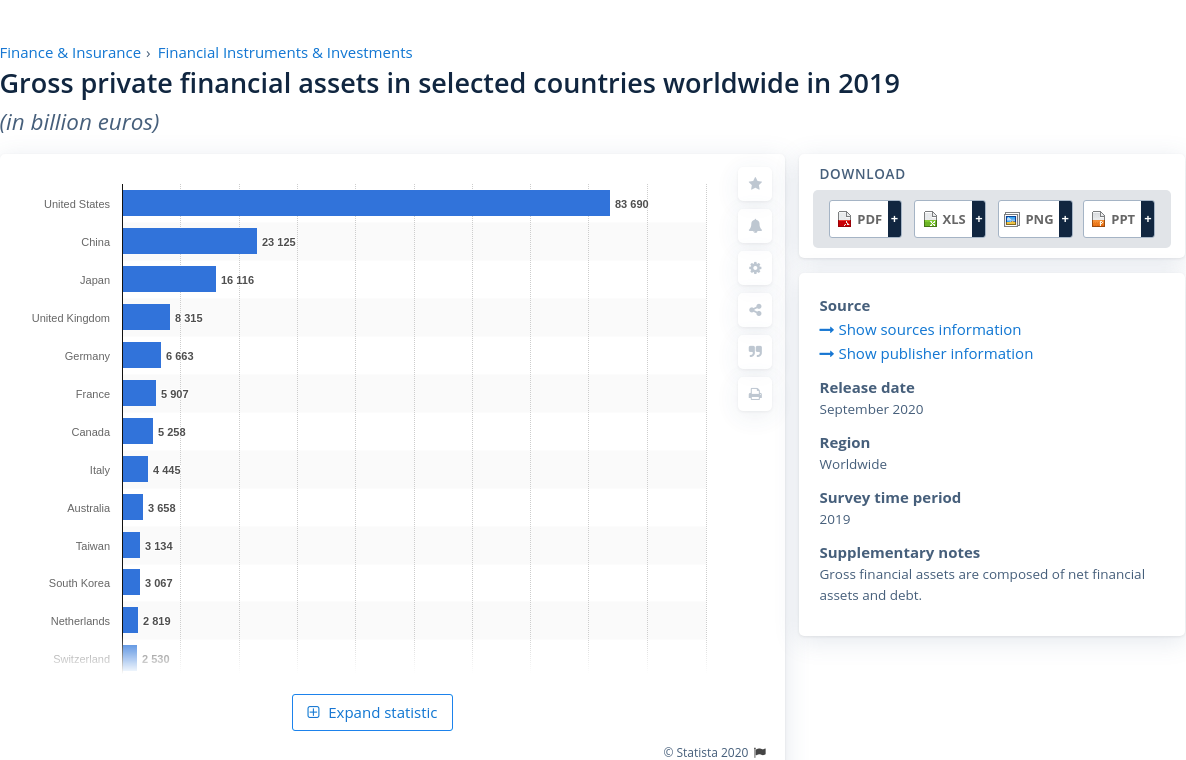 Finance & Insurance › Financial Instruments & Investments
Gross private financial assets in selected countries worldwide in 2019
(in billion euros)
United States 83 690
China 23 125
Japan 16 116
United Kingdom 8 315
Germany 6 663
France 5 907
Canada 5 258
Italy 4 445
Australia 3 658
Taiwan 3 134
South Korea 3 067
Netherlands 2 819
Switzerland 2 530
Expand statistic
© Statista 2020
DOWNLOAD
PDF + XLS + PNG + PPT +
Source
Show sources information
Show publisher information
Release date
September 2020
Region
Worldwide
Survey time period
2019
Supplementary notes
Gross financial assets are composed of net financial
assets and debt.